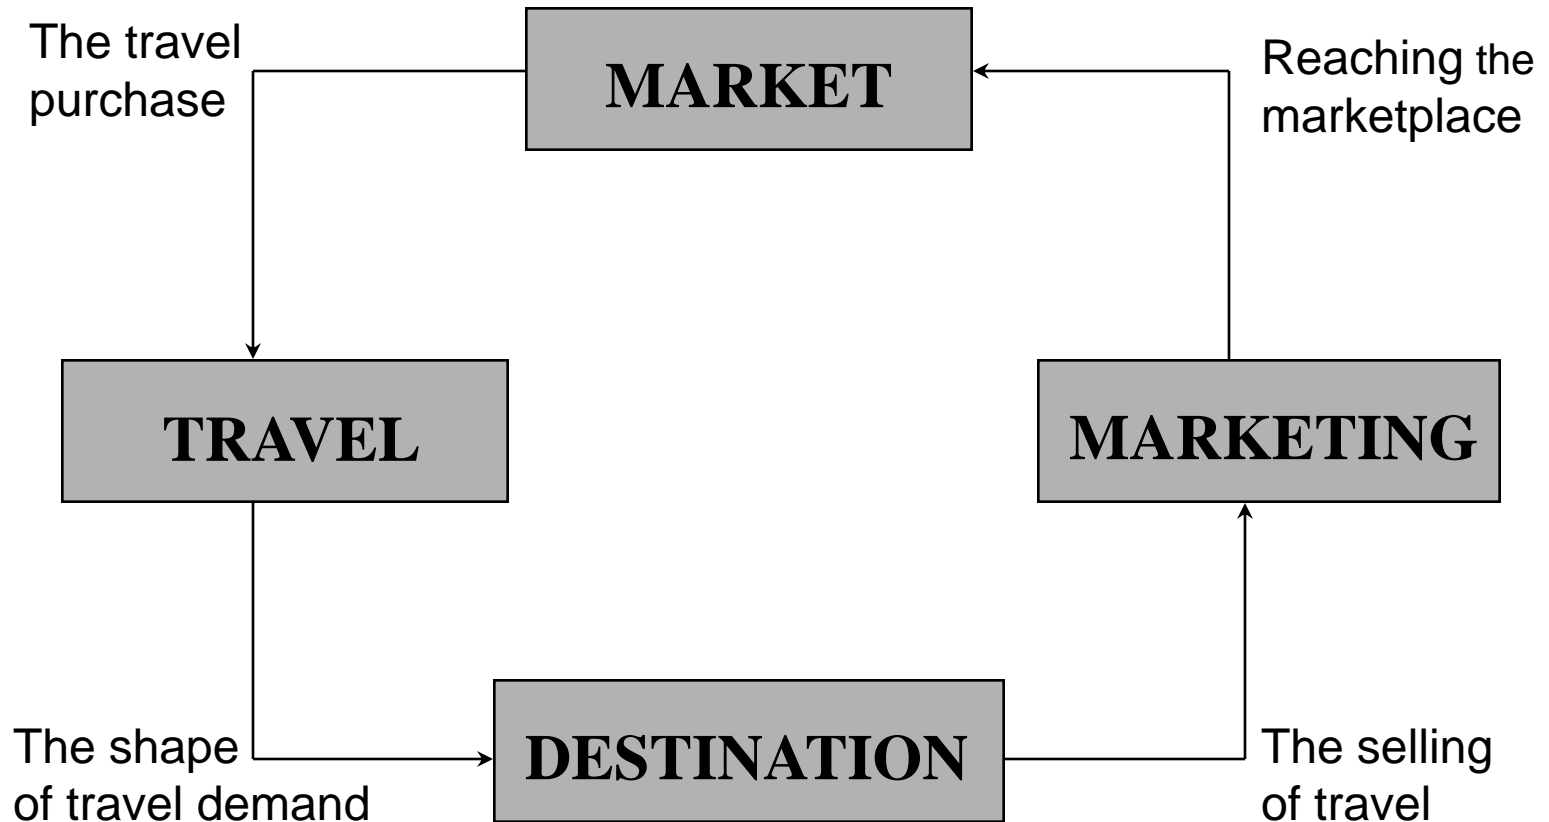 The travel
purchase
MARKET
Reaching the
marketplace
TRAVEL
MARKETING
The shape
of travel demand
DESTINATION
The selling
of travel